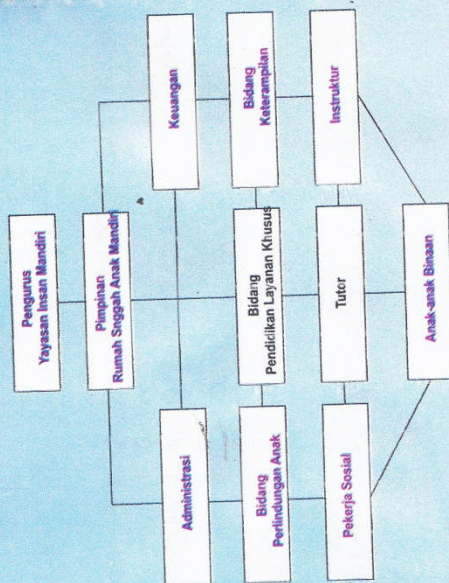 Pengurus
Yayasan Insan Mandiri
Pimpinan
Rumah Snggah Anak Mandiri
Administrasi
Keuangan
Bidang
Perlindungan Anak
Bidang
Pendidikan Layanan Khusus
Bidang
Keterampilan
Pekerja Sosial
Tutor
Instruktur
Anak-anak Binaan